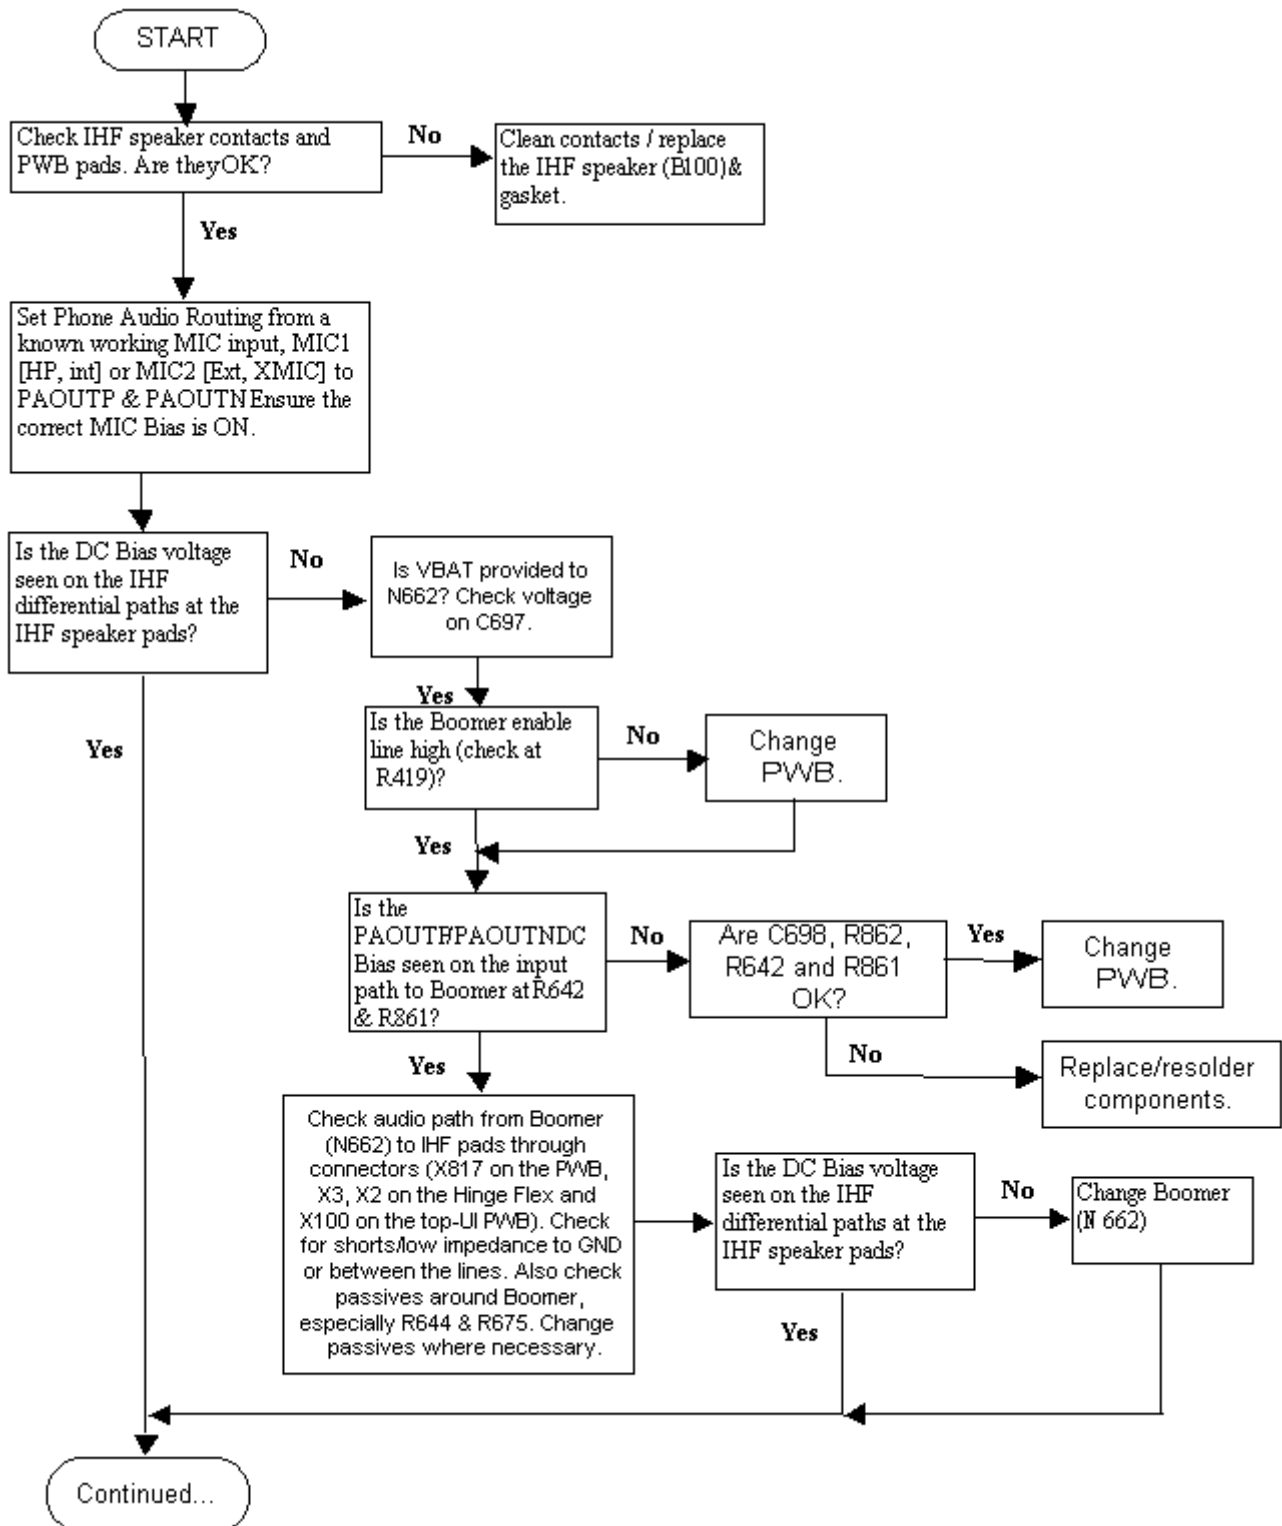 START
Check IHF speaker contacts and
PWB pads. Are theyOK?
No
Clean contacts / replace
the IHF speaker (B100)&
gasket.
Yes
Set Phone Audio Routing from a
known working MIC input, MIC1
[HP, int] or MIC2 [Ext, XMIC] to
PAOUTP & PAOUTN Ensure the
correct MIC Bias is ON.
Is the DC Bias voltage
seen on the IHF
differential paths at the
IHF speaker pads?
No
Is VBAT provided to
N662? Check voltage
on C697.
Yes
Yes
Is the Boomer enable
line high (check at
R419)?
No
Change
PWB.
Yes
Is the
PAOUTP/PAOUTNDC
Bias seen on the input
path to Boomer at R642
& R861?
No
Are C698, R862,
R642 and R861
OK?
Yes
Change
PWB.
No
Replace/resolder
components.
Yes
Check audio path from Boomer
(N662) to IHF pads through
connectors (X817 on the PWB,
X3, X2 on the Hinge Flex and
X100 on the top-UI PWB). Check
for shorts/low impedance to GND
or between the lines. Also check
passives around Boomer,
especially R644 & R675. Change
passives where necessary.
Is the DC Bias voltage
seen on the IHF
differential paths at the
IHF speaker pads?
No
Change Boomer
(N 662)
Yes
Continued...